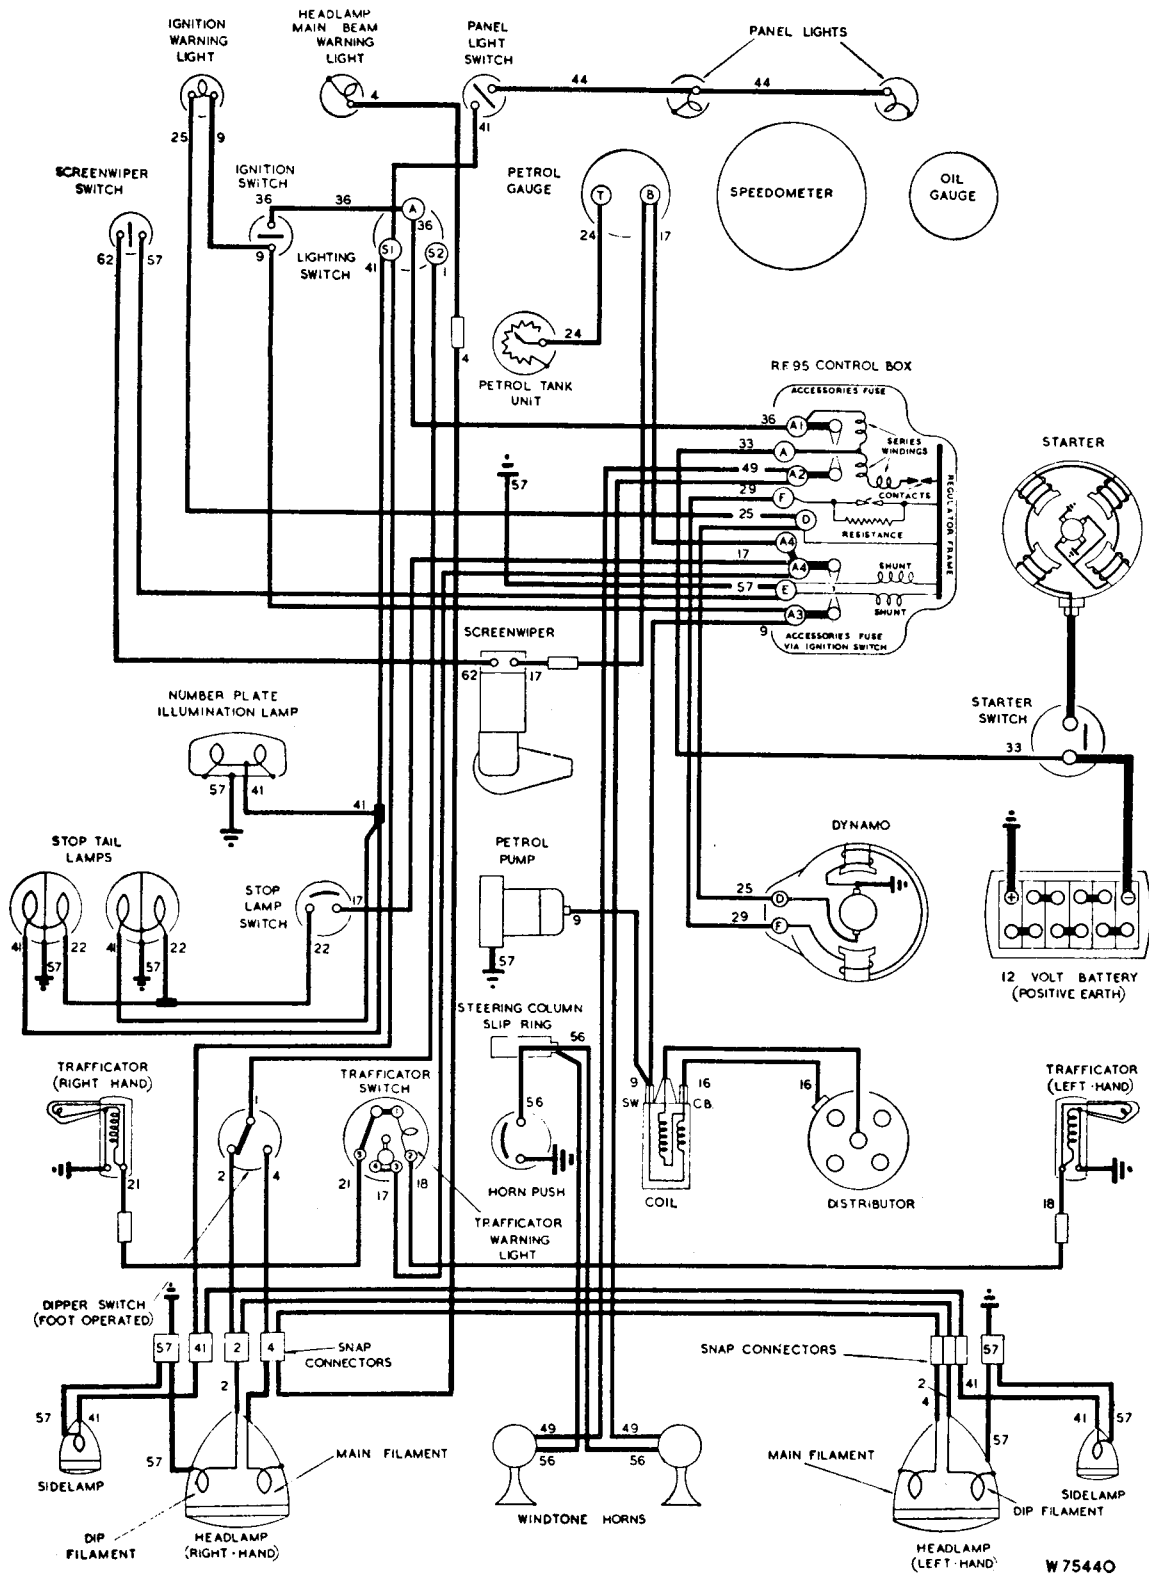 IGNITION
WARNING
LIGHT
HEADLAMP
MAIN BEAM
WARNING
LIGHT
PANEL
LIGHT
SWITCH
PANEL LIGHTS
44
44
4
41
25
9
SCREENWIPER
SWITCH
IGNITION
SWITCH
36
36
A
36
PETROL
GAUGE
T
B
SPEEDOMETER
OIL
GAUGE
62
57
9
LIGHTING
SWITCH
S1
41
S2
1
24
17
24
4
PETROL TANK
UNIT
R.F. 95 CONTROL BOX
ACCESSORIES FUSE
36
A1
SERIES
WINDINGS
33
A
49
A2
CONTACTS
29
F
25
D
RESISTANCE
A4
17
A4
SHUNT
57
E
SHUNT
A3
9
ACCESSORIES FUSE
VIA IGNITION SWITCH
REGULATOR FRAME
57
STARTER
SCREENWIPER
62
17
STARTER
SWITCH
33
NUMBER PLATE
ILLUMINATION LAMP
57
41
41
STOP TAIL
LAMPS
STOP
LAMP
SWITCH
17
22
41
57
22
41
57
22
PETROL
PUMP
9
57
DYNAMO
25
D
29
F
+
−
12 VOLT BATTERY
(POSITIVE EARTH)
STEERING COLUMN
SLIP RING
56
TRAFFICATOR
(RIGHT HAND)
21
1
2
4
TRAFFICATOR
SWITCH
1
5
4
3
2
21
17
18
TRAFFICATOR
WARNING
LIGHT
56
HORN PUSH
9
16
SW.
C.B.
COIL
16
DISTRIBUTOR
TRAFFICATOR
(LEFT-HAND)
18
DIPPER SWITCH
(FOOT OPERATED)
57
41
2
4
SNAP
CONNECTORS
SNAP CONNECTORS
57
2
2
41
4
57
41
SIDELAMP
57
MAIN FILAMENT
DIP
FILAMENT
HEADLAMP
(RIGHT-HAND)
49
56
49
56
WINDTONE HORNS
MAIN FILAMENT
57
41
57
SIDELAMP
DIP FILAMENT
HEADLAMP
(LEFT-HAND)
W75440